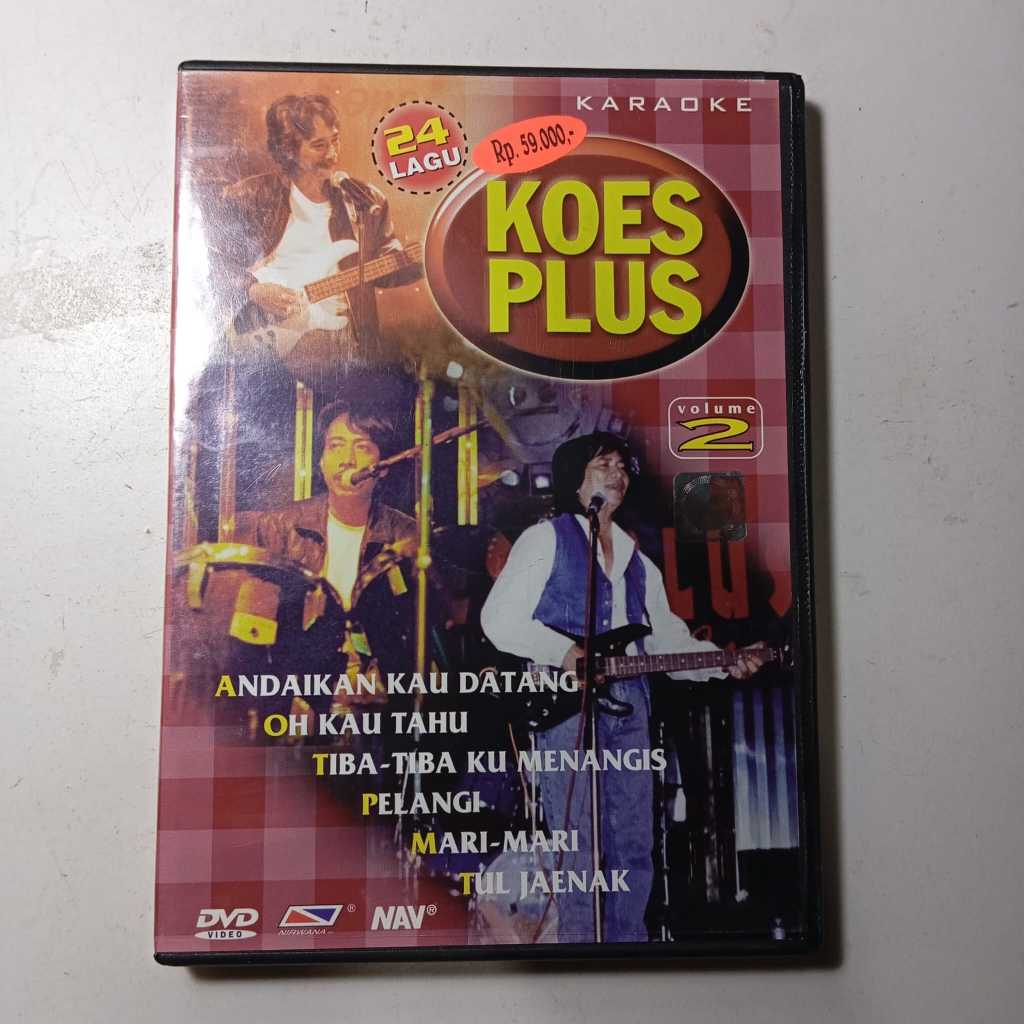 KARAOKE
24
LAGU
Rp. 59.000,-
KOES
PLUS
volume
2
ANDAIKAN KAU DATANG
OH KAU TAHU
TIBA-TIBA KU MENANGIS
PELANGI
MARI-MARI
TUL JAENAK
DVD
VIDEO
NIRWANA ®
NAV®